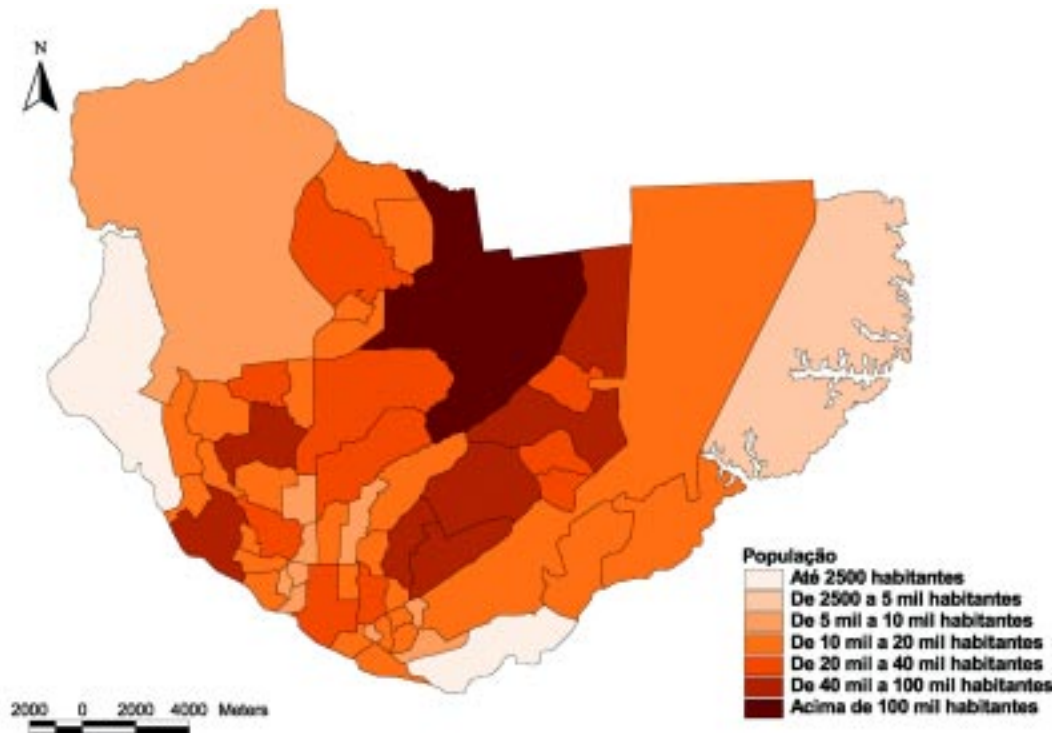 N
População
Até 2500 habitantes
De 2500 a 5 mil habitantes
De 5 mil a 10 mil habitantes
De 10 mil a 20 mil habitantes
De 20 mil a 40 mil habitantes
De 40 mil a 100 mil habitantes
Acima de 100 mil habitantes
2000 0 2000 4000 Meters